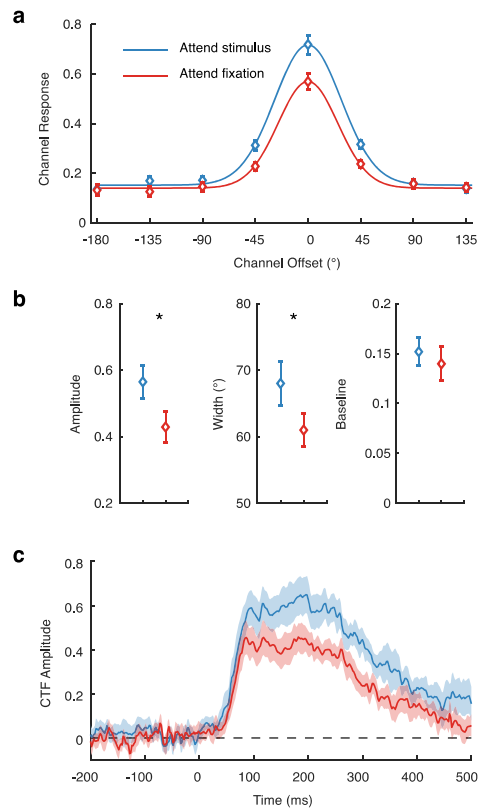 a
Attend stimulus
Attend fixation
Channel Response
0.8
0.6
0.4
0.2
0
-180 -135 -90 -45 0 45 90 135
Channel Offset (°)
b
Amplitude
0.8
0.6
0.4
0.2
*
Width (°)
80
70
60
50
*
Baseline
0.2
0.15
0.1
0.05
0
c
CTF Amplitude
0.8
0.6
0.4
0.2
0
-200 -100 0 100 200 300 400 500
Time (ms)